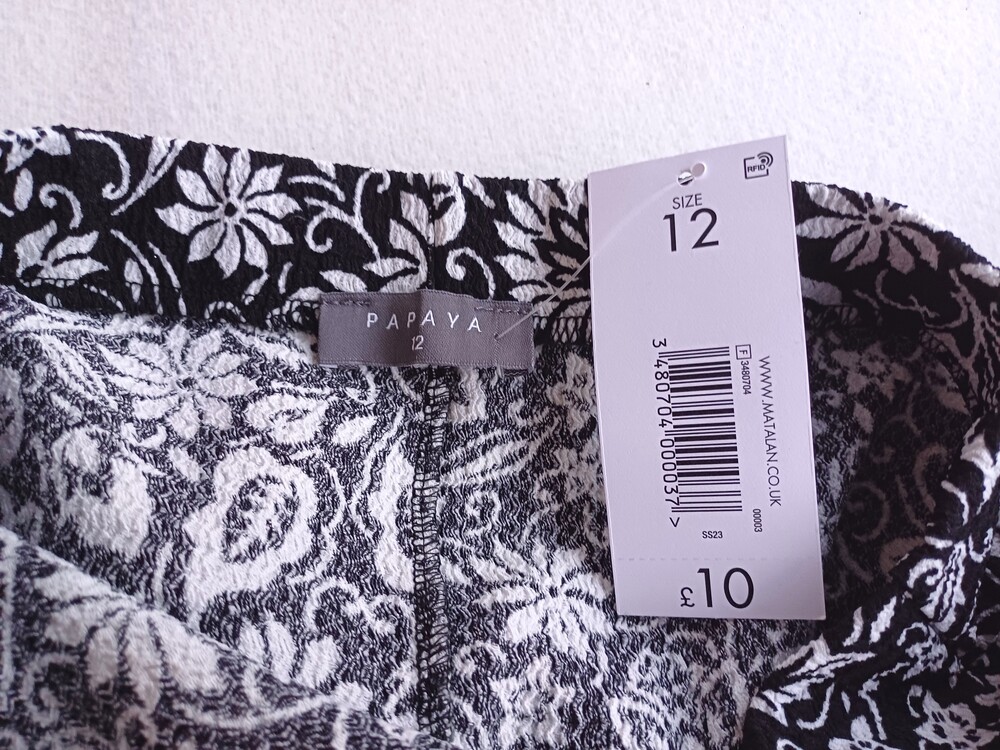 PAPAYA
12
RFID
SIZE
12
3 480704 000037 >
F 3480704
WWW.MATALAN.CO.UK
00003
SS23
£10